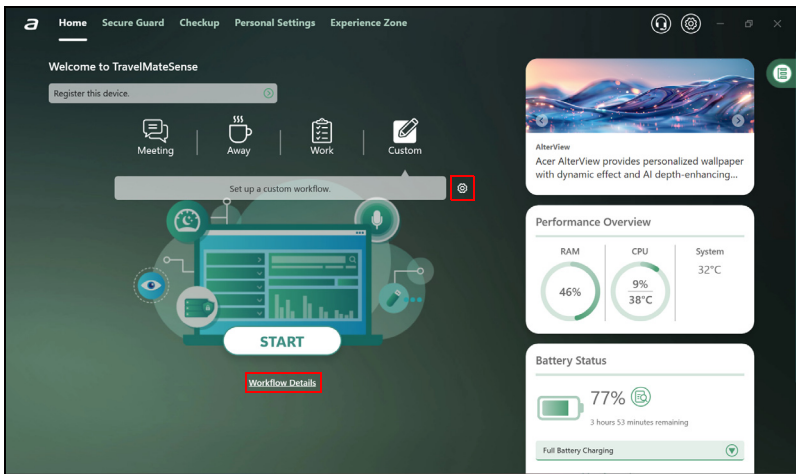 a Home Secure Guard Checkup Personal Settings Experience Zone
Welcome to TravelMateSense
Register this device.
Meeting Away Work Custom
Set up a custom workflow.
START
Workflow Details
AlterView
Acer AlterView provides personalized wallpaper
with dynamic effect and AI depth-enhancing...
Performance Overview
RAM CPU System
46%
9%
38°C
32°C
Battery Status
77%
3 hours 53 minutes remaining
Full Battery Charging